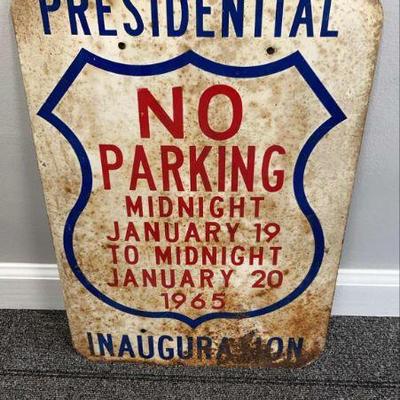 PRESIDENTIAL
NO
PARKING
MIDNIGHT
JANUARY 19
TO MIDNIGHT
JANUARY 20
1965
INAUGURATION